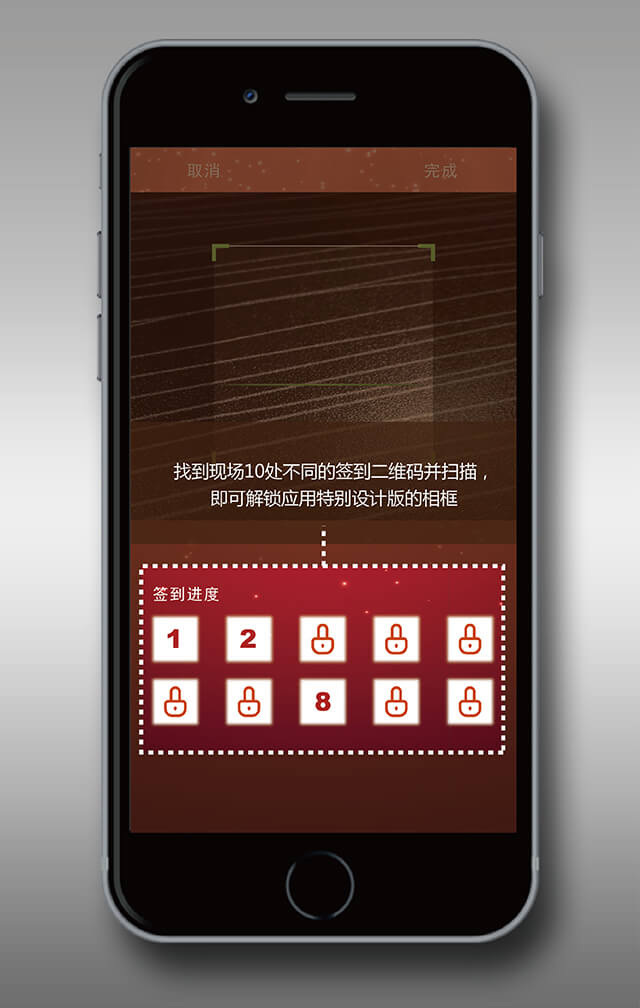 取消 完成
找到现场10处不同的签到二维码并扫描，
即可解锁应用特别设计版的相框
签到进度
1 2
8